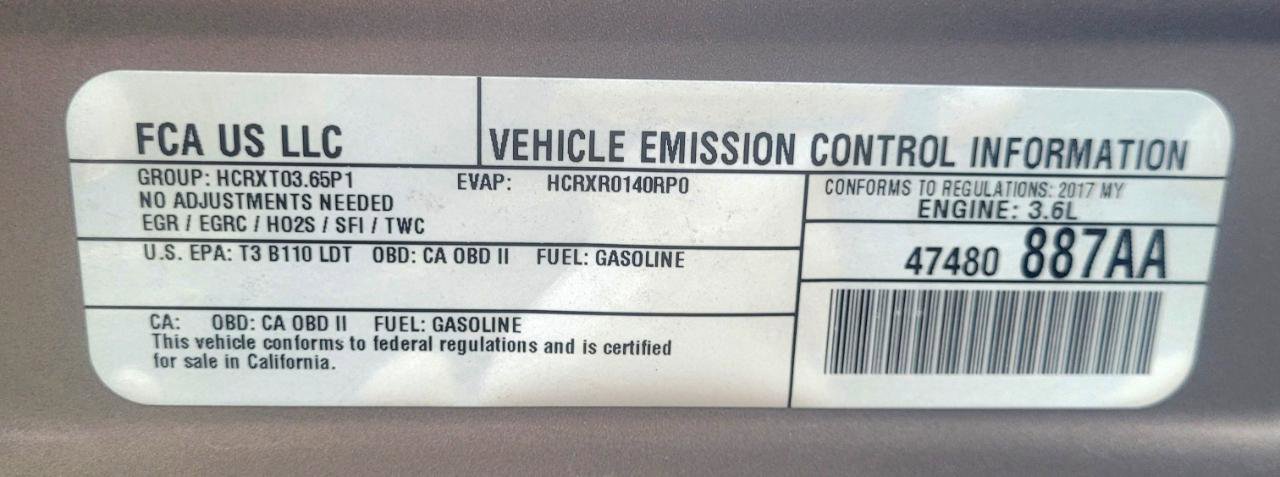 FCA US LLC
VEHICLE EMISSION CONTROL INFORMATION
GROUP: HCRXT03.65P1 EVAP: HCRXR0140RP0
NO ADJUSTMENTS NEEDED
EGR / EGRC / HO2S / SFI / TWC
CONFORMS TO REGULATIONS: 2017 MY
ENGINE: 3.6L
U.S. EPA: T3 B110 LDT OBD: CA OBD II FUEL: GASOLINE
47480 887AA
CA: OBD: CA OBD II FUEL: GASOLINE
This vehicle conforms to federal regulations and is certified
for sale in California.